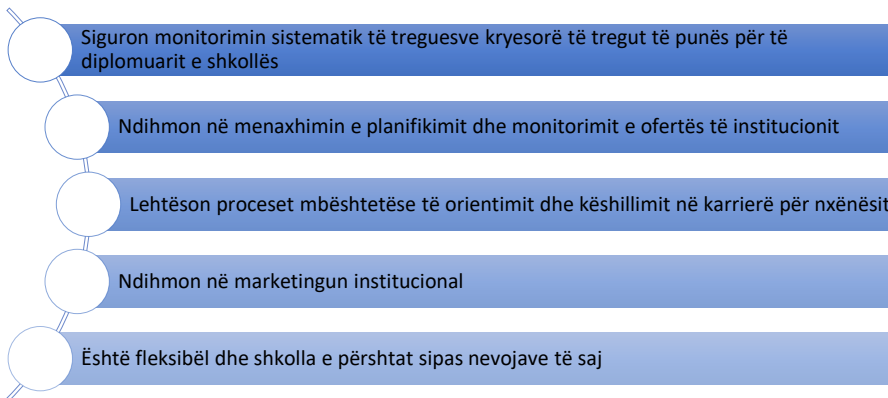 Siguron monitorimin sistematik të treguesve kryesorë të tregut të punës për të
diplomuarit e shkollës
Ndihmon në menaxhimin e planifikimit dhe monitorimit e ofertës të institucionit
Lehtëson proceset mbështetëse të orientimit dhe këshillimit në karrierë për nxënësit
Ndihmon në marketingun institucional
Është fleksibël dhe shkolla e përshtat sipas nevojave të saj